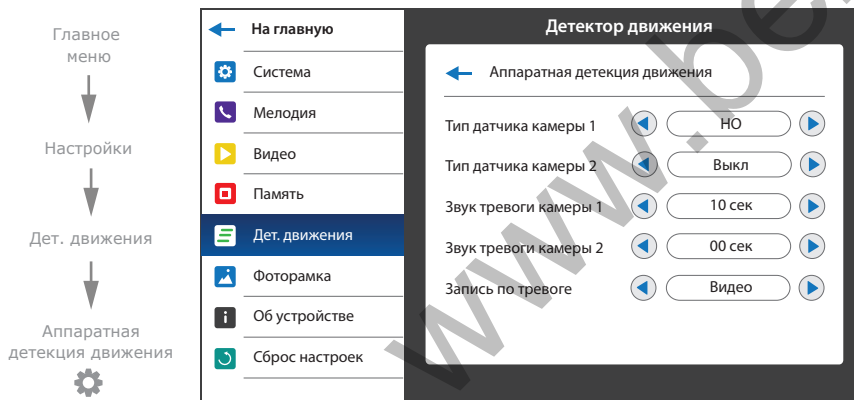 Главное
меню
Настройки
Дет. движения
Аппаратная
детекция движения
На главную
Система
Мелодия
Видео
Память
Дет. движения
Фоторамка
Об устройстве
Сброс настроек
Детектор движения
Аппаратная детекция движения
Тип датчика камеры 1 НО
Тип датчика камеры 2 Выкл
Звук тревоги камеры 1 10 сек
Звук тревоги камеры 2 00 сек
Запись по тревоге Видео
www.be